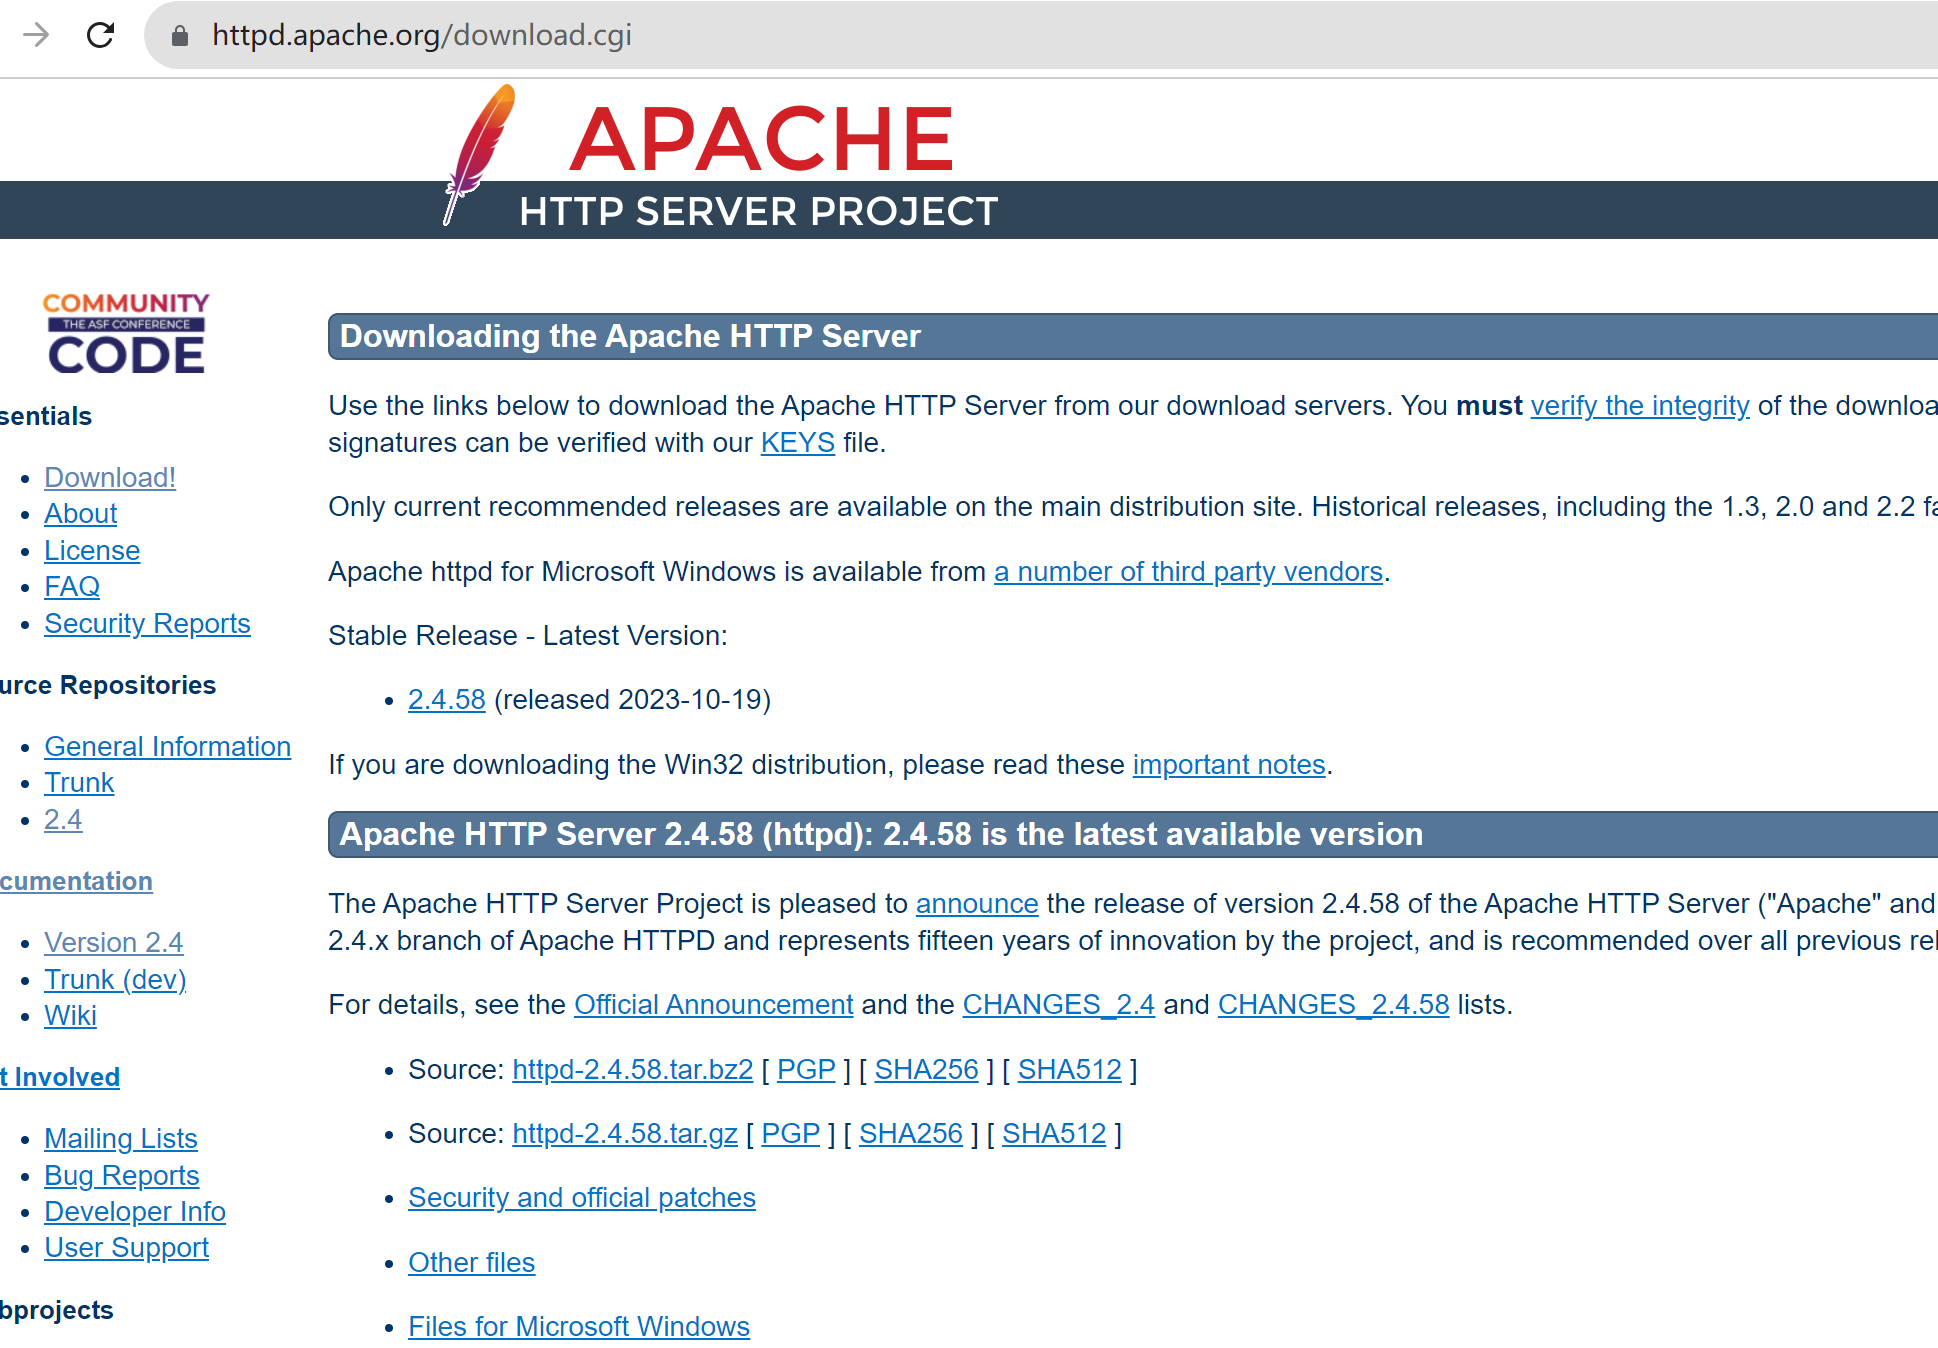 httpd.apache.org/download.cgi
APACHE
HTTP SERVER PROJECT
COMMUNITY
THE ASF CONFERENCE
CODE
sentials
Download!
About
License
FAQ
Security Reports
urce Repositories
General Information
Trunk
2.4
cumentation
Version 2.4
Trunk (dev)
Wiki
t Involved
Mailing Lists
Bug Reports
Developer Info
User Support
bprojects
Downloading the Apache HTTP Server
Use the links below to download the Apache HTTP Server from our download servers. You must verify the integrity of the downloa
signatures can be verified with our KEYS file.
Only current recommended releases are available on the main distribution site. Historical releases, including the 1.3, 2.0 and 2.2 fa
Apache httpd for Microsoft Windows is available from a number of third party vendors.
Stable Release - Latest Version:
2.4.58 (released 2023-10-19)
If you are downloading the Win32 distribution, please read these important notes.
Apache HTTP Server 2.4.58 (httpd): 2.4.58 is the latest available version
The Apache HTTP Server Project is pleased to announce the release of version 2.4.58 of the Apache HTTP Server ("Apache" and
2.4.x branch of Apache HTTPD and represents fifteen years of innovation by the project, and is recommended over all previous rel
For details, see the Official Announcement and the CHANGES_2.4 and CHANGES_2.4.58 lists.
Source: httpd-2.4.58.tar.bz2 [ PGP ] [ SHA256 ] [ SHA512 ]
Source: httpd-2.4.58.tar.gz [ PGP ] [ SHA256 ] [ SHA512 ]
Security and official patches
Other files
Files for Microsoft Windows